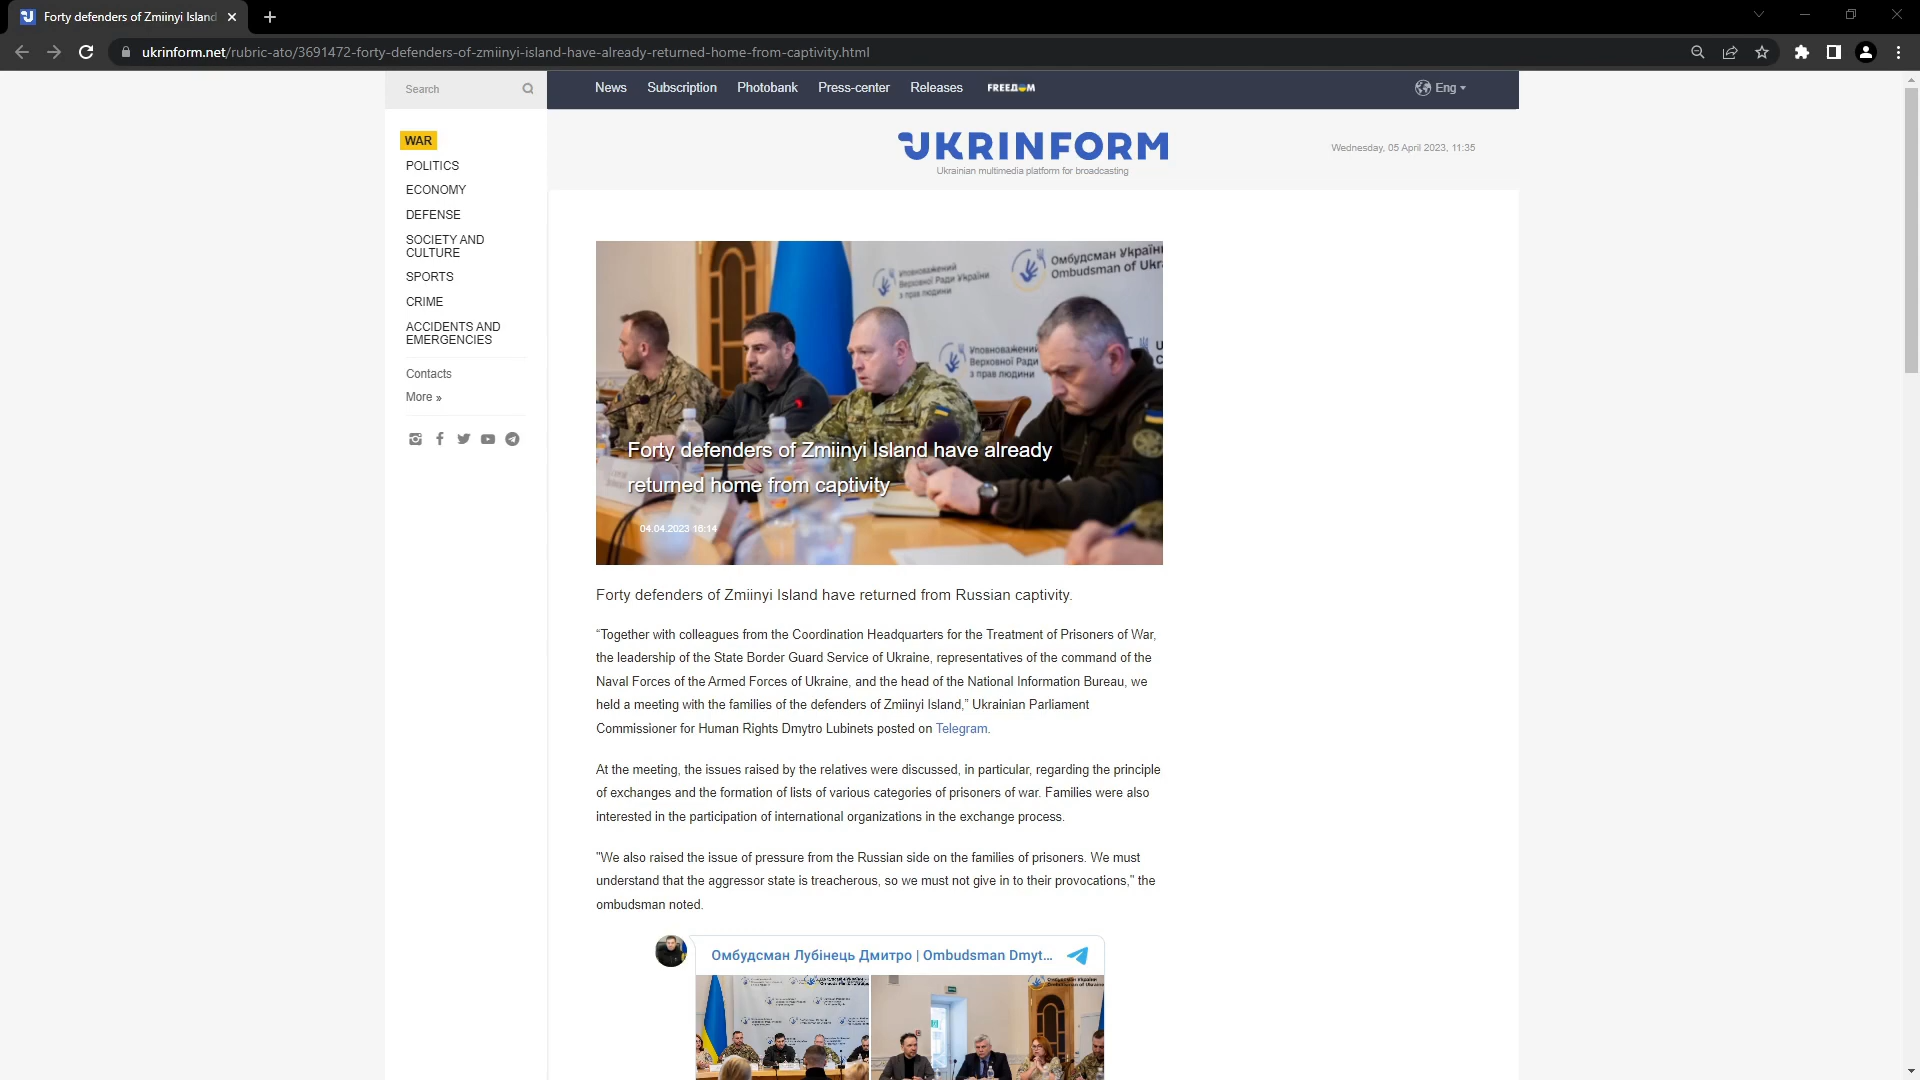 Forty defenders of Zmiinyi Island
ukrinform.net/rubric-ato/3691472-forty-defenders-of-zmiinyi-island-have-already-returned-home-from-captivity.html
Search
News Subscription Photobank Press-center Releases FREEДOM
Eng
WAR
POLITICS
ECONOMY
DEFENSE
SOCIETY AND
CULTURE
SPORTS
CRIME
ACCIDENTS AND
EMERGENCIES
Contacts
More »
UKRINFORM
Ukrainian multimedia platform for broadcasting
Wednesday, 05 April 2023, 11:35
Уповноважений
Верховної Ради України
з прав людини
Омбудсман Україн
Ombudsman of Ukr
Уповноважений
Верховної Ради
з прав людини
Forty defenders of Zmiinyi Island have already
returned home from captivity
04.04.2023 16:14
Forty defenders of Zmiinyi Island have returned from Russian captivity.
“Together with colleagues from the Coordination Headquarters for the Treatment of Prisoners of War,
the leadership of the State Border Guard Service of Ukraine, representatives of the command of the
Naval Forces of the Armed Forces of Ukraine, and the head of the National Information Bureau, we
held a meeting with the families of the defenders of Zmiinyi Island,” Ukrainian Parliament
Commissioner for Human Rights Dmytro Lubinets posted on Telegram.
At the meeting, the issues raised by the relatives were discussed, in particular, regarding the principle
of exchanges and the formation of lists of various categories of prisoners of war. Families were also
interested in the participation of international organizations in the exchange process.
"We also raised the issue of pressure from the Russian side on the families of prisoners. We must
understand that the aggressor state is treacherous, so we must not give in to their provocations," the
ombudsman noted.
Омбудсман Лубінець Дмитро | Ombudsman Dmyt...